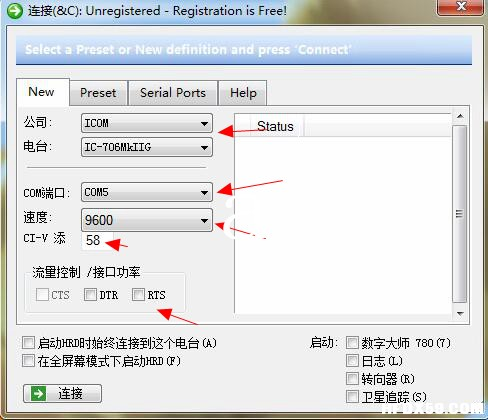 连接(&C): Unregistered - Registration is Free!
Select a Preset or New definition and press 'Connect'
New Preset Serial Ports Help
公司: ICOM
电台: IC-706MkIIG
Status
COM端口: COM5
速度: 9600
CI-V 添 58
流量控制 /接口功率
CTS DTR RTS
启动HRD时始终连接到这个电台(A)
在全屏幕模式下启动HRD(F)
启动: 数字大师 780(7)
日志(L)
转向器(R)
卫星追踪(S)
连接